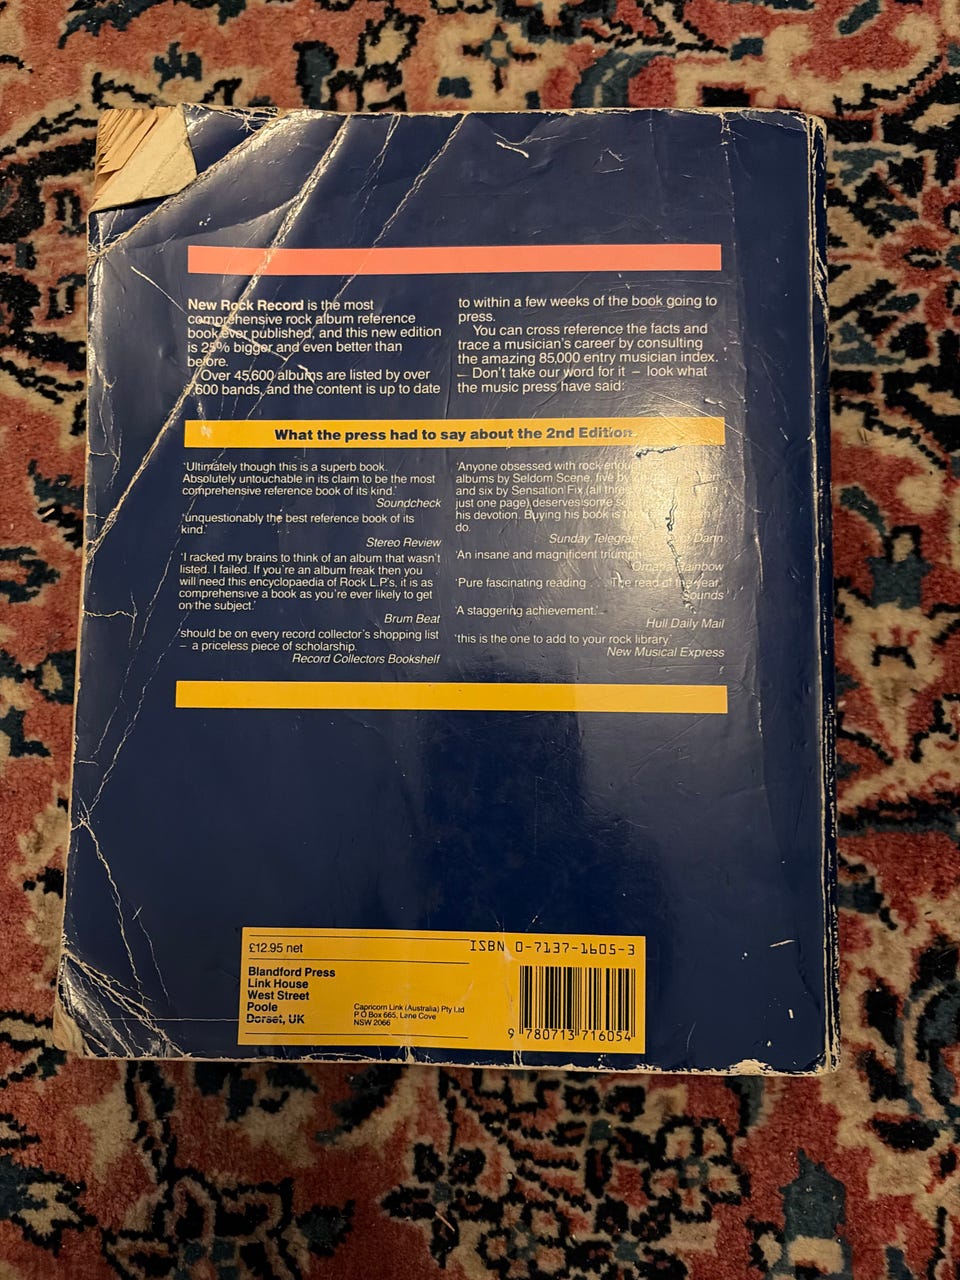 New Rock Record is the most
comprehensive rock album reference
book ever published, and this new edition
is 25% bigger and even better than
before.
Over 45,600 albums are listed by over
600 bands, and the content is up to date
to within a few weeks of the book going to
press.
You can cross reference the facts and
trace a musician's career by consulting
the amazing 85,000 entry musician index.
— Don't take our word for it — look what
the music press have said:
What the press had to say about the 2nd Edition
'Ultimately though this is a superb book.
Absolutely untouchable in its claim to be the most
comprehensive reference book of its kind.'
Soundcheck
'unquestionably the best reference book of its
kind.'
Stereo Review
'I racked my brains to think of an album that wasn't
listed. I failed. If you're an album freak then you
will need this encyclopaedia of Rock L.P.'s, it is as
comprehensive a book as you're ever likely to get
on the subject.'
Brum Beat
'should be on every record collector's shopping list
— a priceless piece of scholarship.
Record Collectors Bookshelf
'Anyone obsessed with rock
albums by Seldom Scene, five by
and six by Sensation Fix (all
just one page) deserves some
his devotion. Buying his book is
do.
Sunday Telegraph Dann
'An insane and magnificent triumph
Omaha Rainbow
'Pure fascinating reading . . . The read of the year.'
Sounds
'A staggering achievement.'
Hull Daily Mail
'this is the one to add to your rock library.'
New Musical Express
£12.95 net
ISBN 0-7137-1605-3
Blandford Press
Link House
West Street
Poole
Dorset, UK
Capricorn Link (Australia) Pty Ltd
P O Box 665, Lane Cove
NSW 2066
9 780713 716054